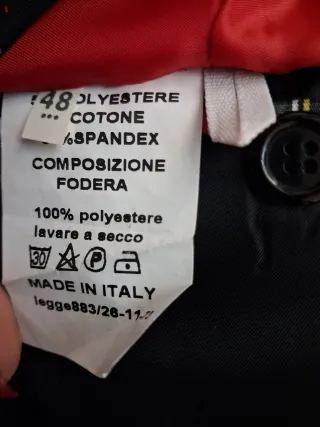 48
POLYESTERE
COTONE
%SPANDEX
COMPOSIZIONE
FODERA
100% polyestere
lavare a secco
30 P
MADE IN ITALY
legge883/26-11-